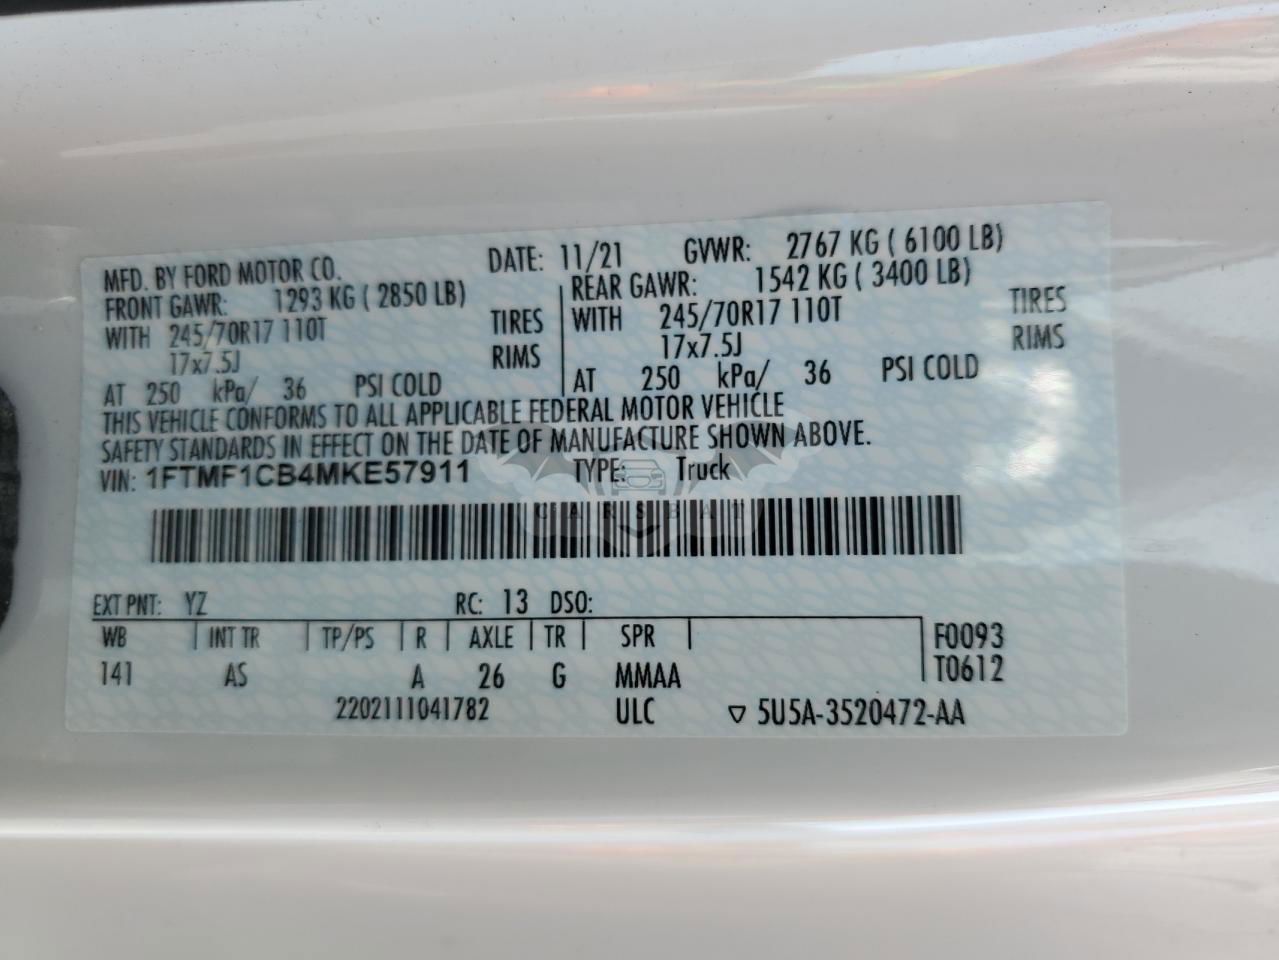 MFD. BY FORD MOTOR CO. DATE: 11/21 GVWR: 2767 KG ( 6100 LB)
FRONT GAWR: 1293 KG ( 2850 LB) REAR GAWR: 1542 KG ( 3400 LB)
WITH 245/70R17 110T TIRES WITH 245/70R17 110T TIRES
17x7.5J RIMS 17x7.5J RIMS
AT 250 kPa/ 36 PSI COLD AT 250 kPa/ 36 PSI COLD
THIS VEHICLE CONFORMS TO ALL APPLICABLE FEDERAL MOTOR VEHICLE
SAFETY STANDARDS IN EFFECT ON THE DATE OF MANUFACTURE SHOWN ABOVE.
VIN: 1FTMF1CB4MKE57911 TYPE: Truck
CARSBAT
EXT PNT: YZ RC: 13 DSO:
WB INT TR TP/PS R AXLE TR SPR F0093
141 AS A 26 G MMAA T0612
2202111041782 ULC ▽ 5U5A-3520472-AA